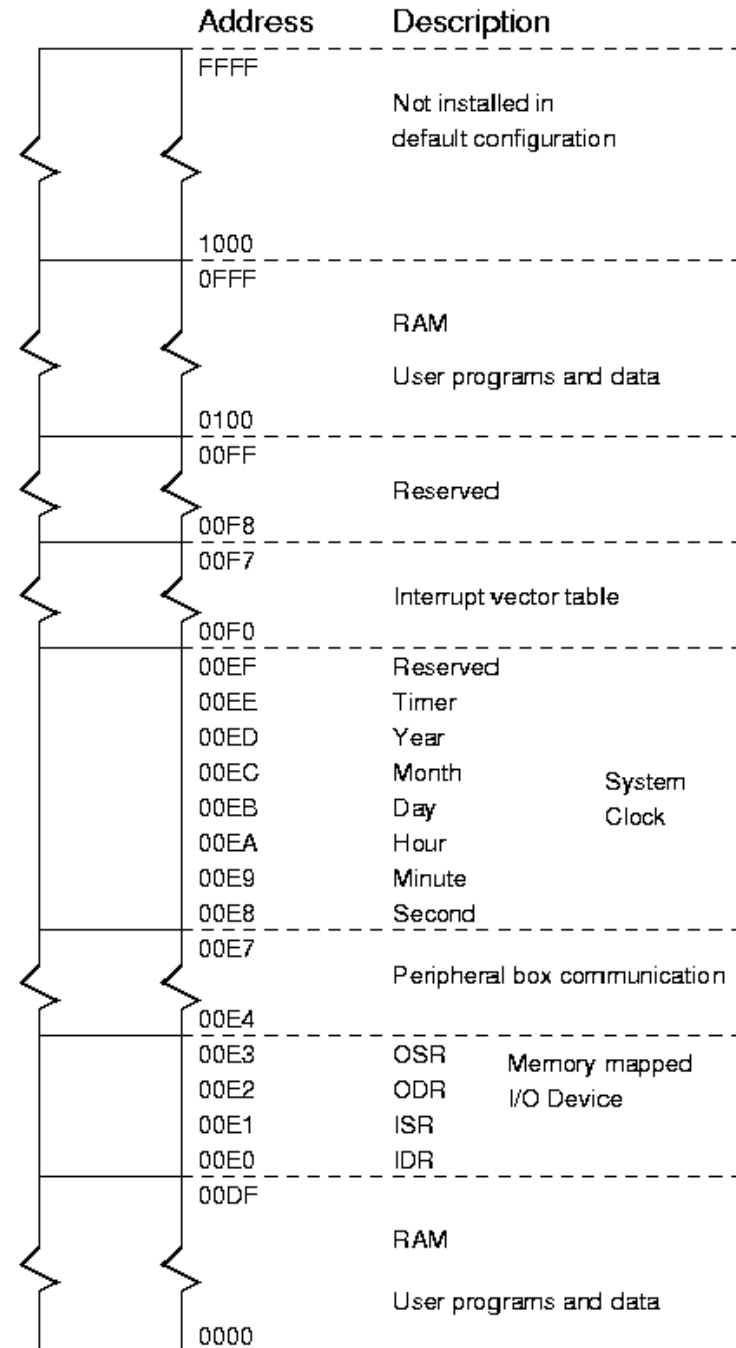 Address Description
FFFF
Not installed in
default configuration
1000
0FFF
RAM
User programs and data
0100
00FF
Reserved
00F8
00F7
Interrupt vector table
00F0
00EF Reserved
00EE Timer
00ED Year
00EC Month System
00EB Day Clock
00EA Hour
00E9 Minute
00E8 Second
00E7
Peripheral box communication
00E4
00E3 OSR Memory mapped
00E2 ODR I/O Device
00E1 ISR
00E0 IDR
00DF
RAM
User programs and data
0000